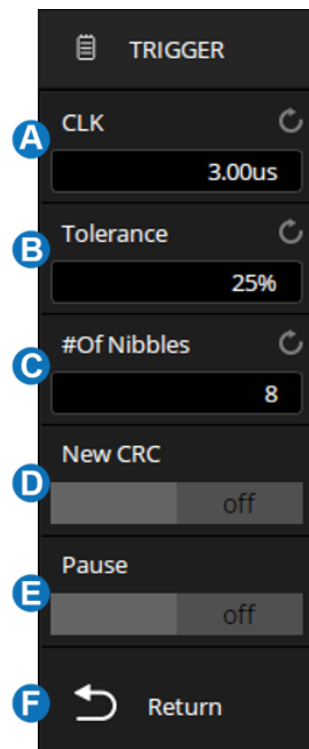 TRIGGER
A
CLK
3.00us
B
Tolerance
25%
C
#Of Nibbles
8
D
New CRC
off
E
Pause
off
F
Return